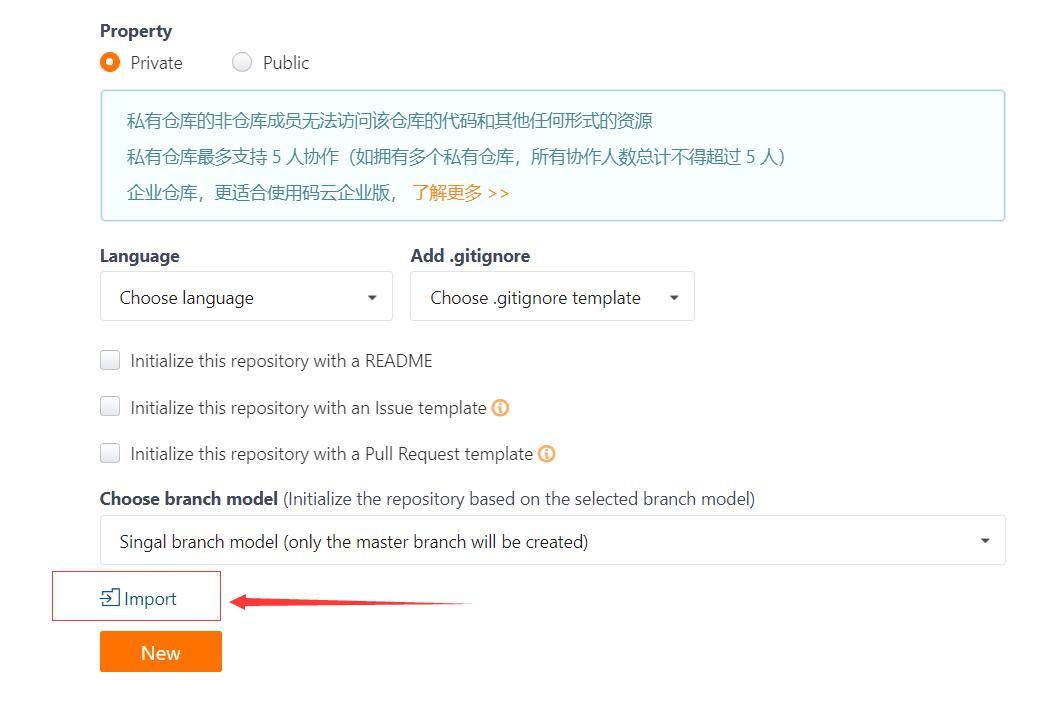 Property
Private Public
私有仓库的非仓库成员无法访问该仓库的代码和其他任何形式的资源
私有仓库最多支持 5 人协作（如拥有多个私有仓库，所有协作人数总计不得超过 5 人）
企业仓库，更适合使用码云企业版， 了解更多 >>
Language Add .gitignore
Choose language Choose .gitignore template
Initialize this repository with a README
Initialize this repository with an Issue template
Initialize this repository with a Pull Request template
Choose branch model (Initialize the repository based on the selected branch model)
Singal branch model (only the master branch will be created)
Import
New